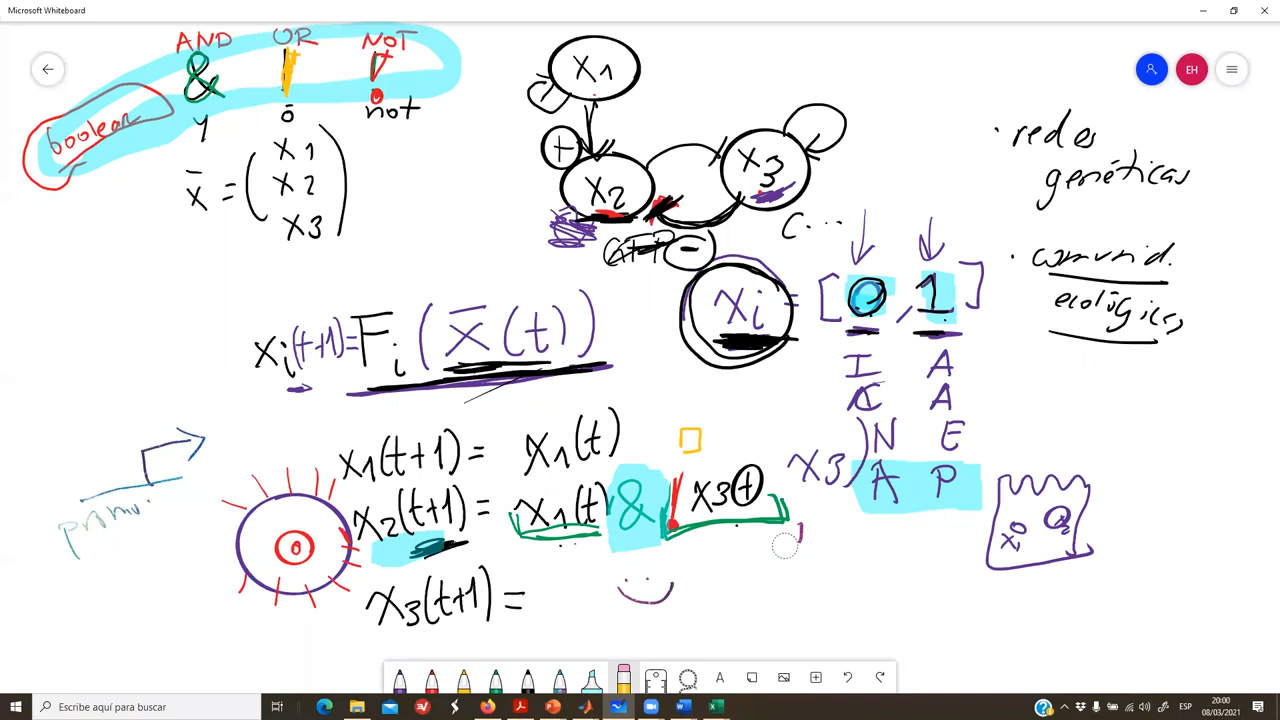 Microsoft Whiteboard
AND OR NOT
& | !
y ō not
boolean
x̄ = ( x1
x2
x3 )
x1
+
x2
x3
-
EH
· redes
genéticas
· comunid.
ecológicas
xi = [0, 1]
I A
A
N E
x3) A P
xi(t+1) = Fi ( x̄(t) )
x1(t+1) = x1(t)
x2(t+1) = x1(t) & ! x3(t)
x3(t+1) =
Escribe aquí para buscar
ESP
20:00
08/03/2021